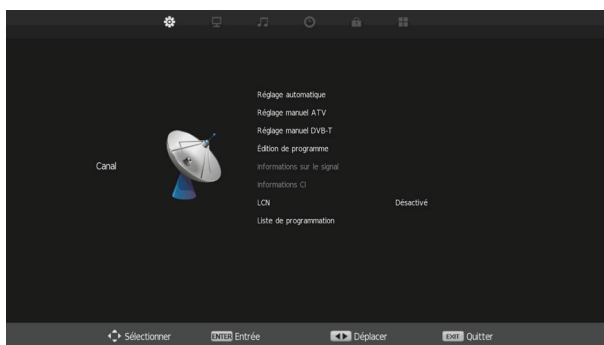 Réglage automatique
Réglage manuel ATV
Réglage manuel DVB-T
Édition de programme
Canal
Informations sur le signal
Informations CI
LCN Désactivé
Liste de programmation
Sélectionner ENTER Entrée Déplacer EXIT Quitter